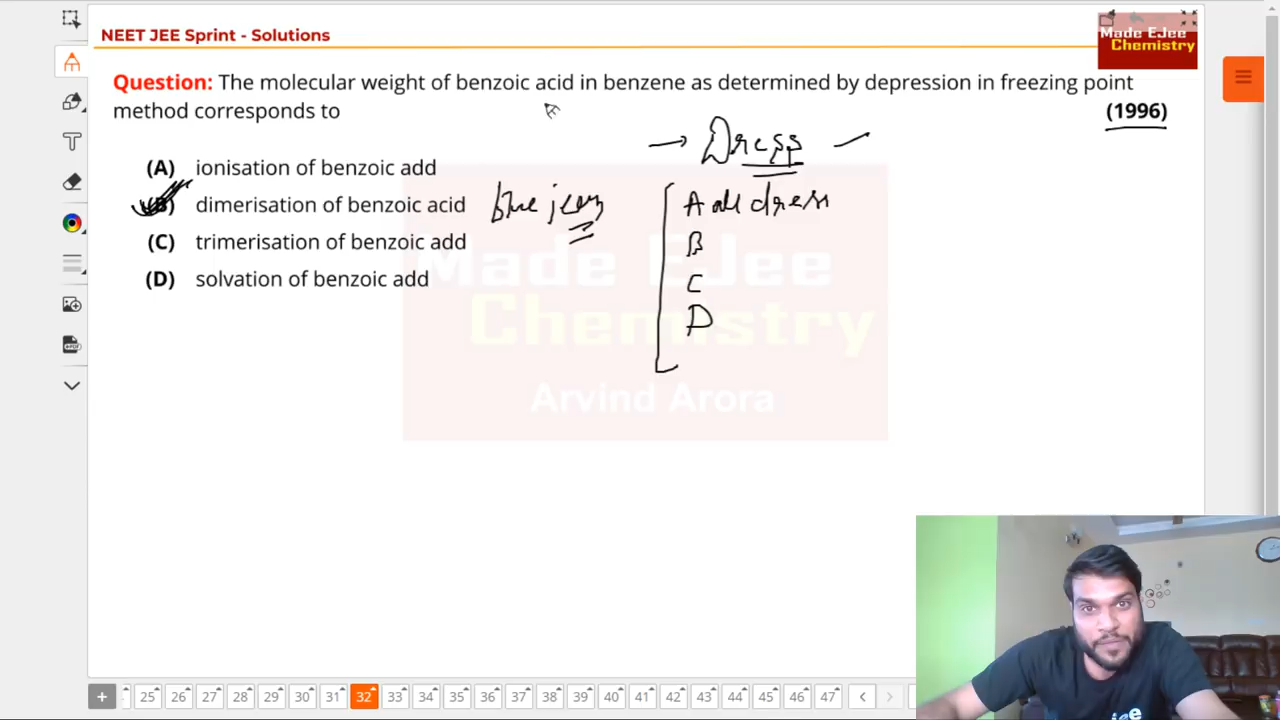 NEET JEE Sprint - Solutions
Made EJee
Chemistry
Question: The molecular weight of benzoic acid in benzene as determined by depression in freezing point
method corresponds to
(1996)
→ Dress
(A) ionisation of benzoic add
(B) dimerisation of benzoic acid
blue jeans
A
dress
(C) trimerisation of benzoic add
B
(D) solvation of benzoic add
C
D
Made EJee
Chemistry
Arvind Arora
25 26 27 28 29 30 31 32 33 34 35 36 37 38 39 40 41 42 43 44 45 46 47